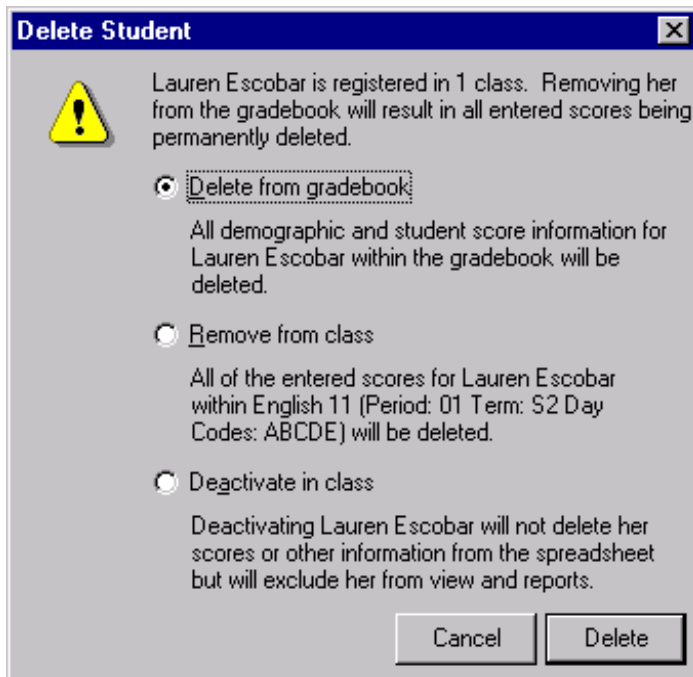 Delete Student
Lauren Escobar is registered in 1 class.  Removing her
from the gradebook will result in all entered scores being
permanently deleted.
Delete from gradebook
All demographic and student score information for
Lauren Escobar within the gradebook will be
deleted.
Remove from class
All of the entered scores for Lauren Escobar
within English 11 (Period: 01 Term: S2 Day
Codes: ABCDE) will be deleted.
Deactivate in class
Deactivating Lauren Escobar will not delete her
scores or other information from the spreadsheet
but will exclude her from view and reports.
Cancel
Delete